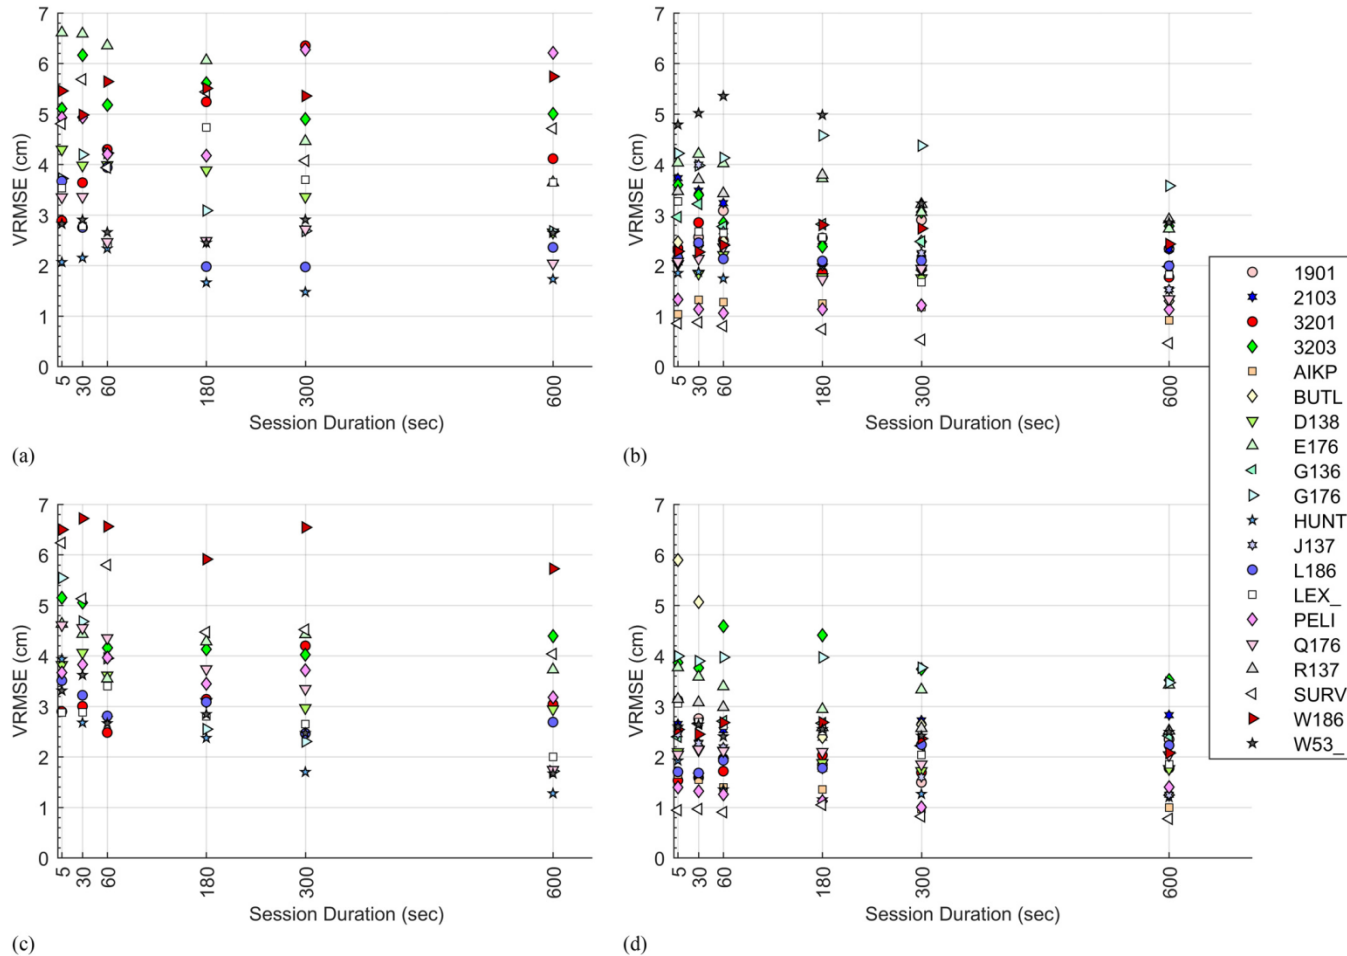 7
6
5
4
3
2
1
0
VRMSE (cm)
5
30
60
180
300
600
Session Duration (sec)
(a)
7
6
5
4
3
2
1
0
VRMSE (cm)
5
30
60
180
300
600
Session Duration (sec)
(b)
7
6
5
4
3
2
1
0
VRMSE (cm)
5
30
60
180
300
600
Session Duration (sec)
(c)
7
6
5
4
3
2
1
0
VRMSE (cm)
5
30
60
180
300
600
Session Duration (sec)
(d)
1901
2103
3201
3203
AIKP
BUTL
D138
E176
G136
G176
HUNT
J137
L186
LEX_
PELI
Q176
R137
SURV
W186
W53_